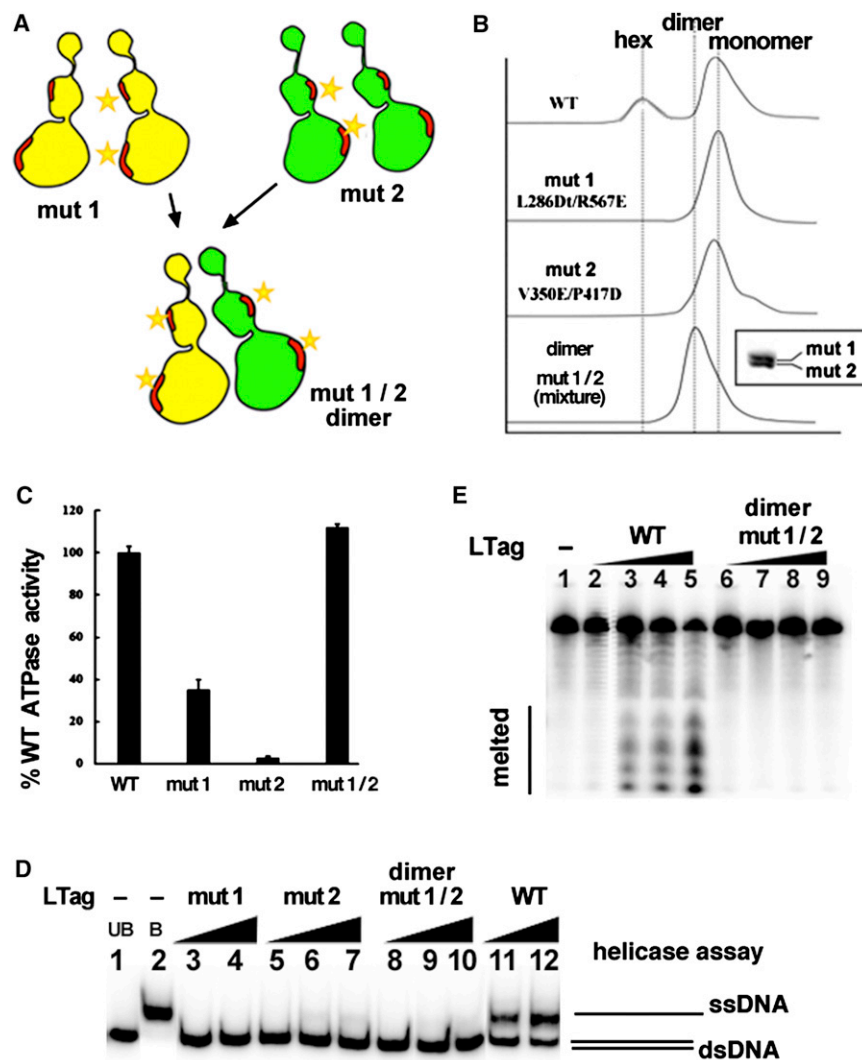 A
mut 1
mut 2
mut 1 / 2
dimer
B
hex
dimer
monomer
WT
mut 1
L286Dt/R567E
mut 2
V350E/P417D
dimer
mut 1 / 2
(mixture)
mut 1
mut 2
C
% WT ATPase activity
120
100
80
60
40
20
0
WT
mut 1
mut 2
mut 1 / 2
E
LTag
–
WT
dimer
mut 1 / 2
1 2 3 4 5 6 7 8 9
melted
D
LTag
– –
mut 1
mut 2
dimer
mut 1 / 2
WT
UB B
1 2 3 4 5 6 7 8 9 10 11 12
helicase assay
ssDNA
dsDNA